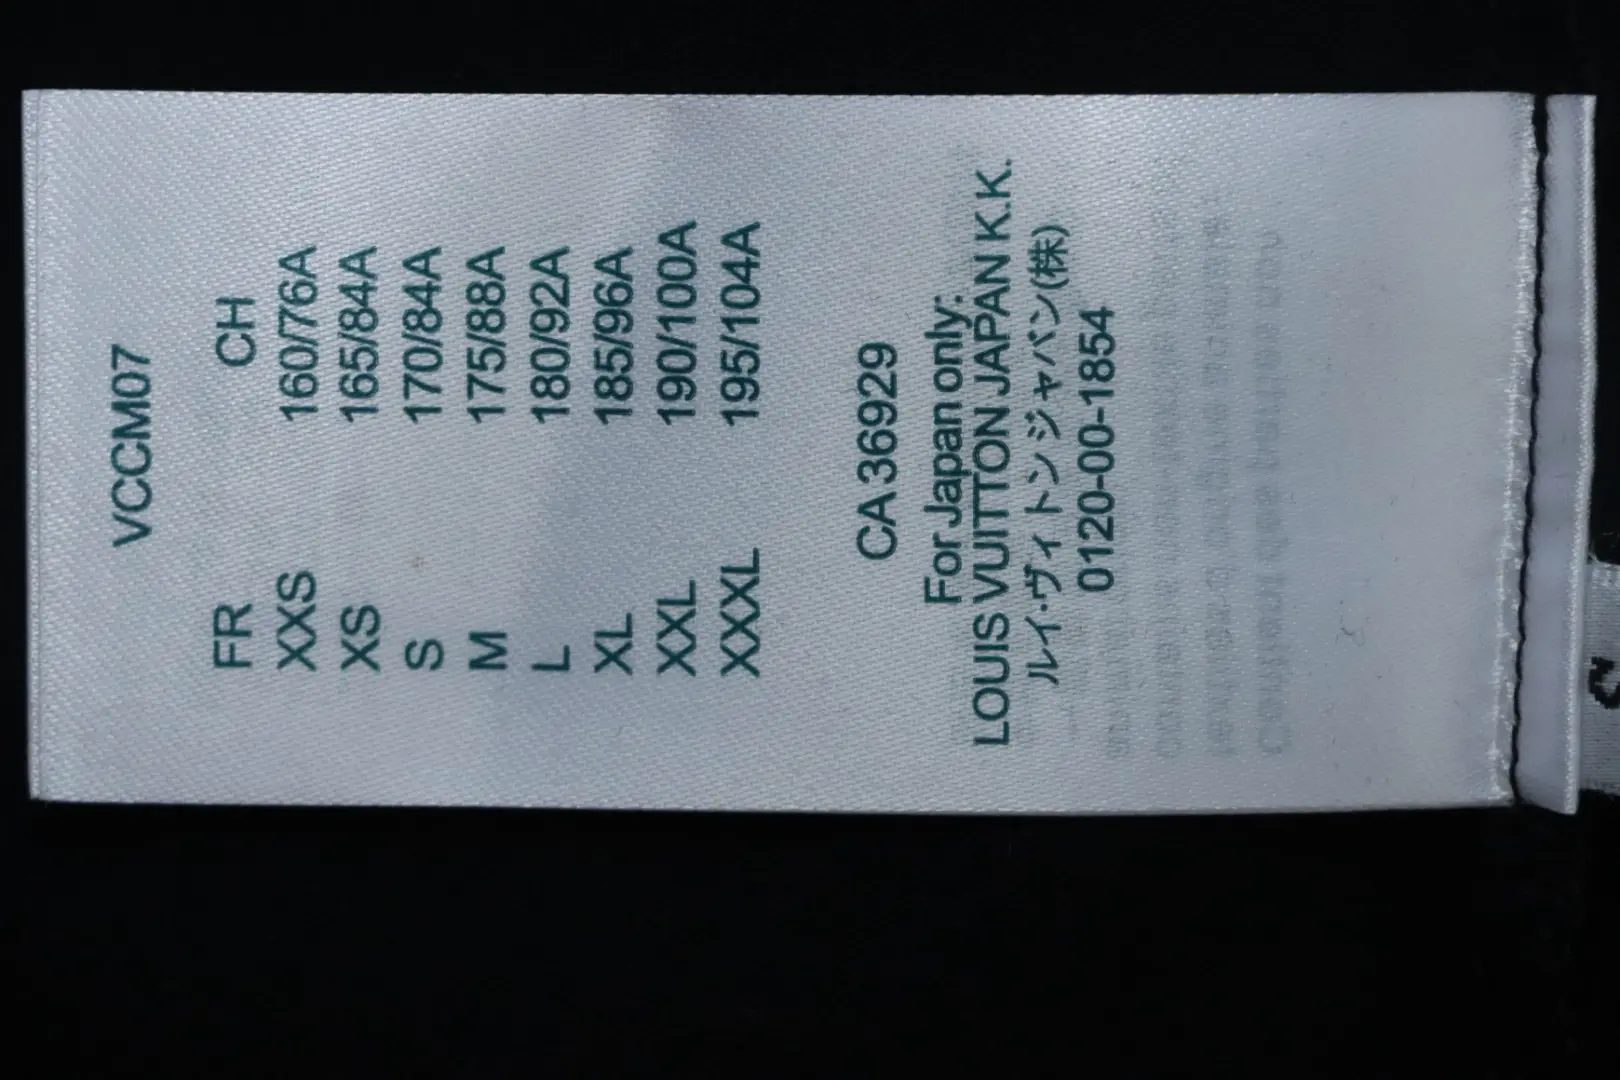 VCCM07
FR CH
XXS 160/76A
XS 165/84A
S 170/84A
M 175/88A
L 180/92A
XL 185/96A
XXL 190/100A
XXXL 195/104A
CA 36929
For Japan only:
LOUIS VUITTON JAPAN K.K.
ルイ・ヴィトン ジャパン(株)
0120-00-1854